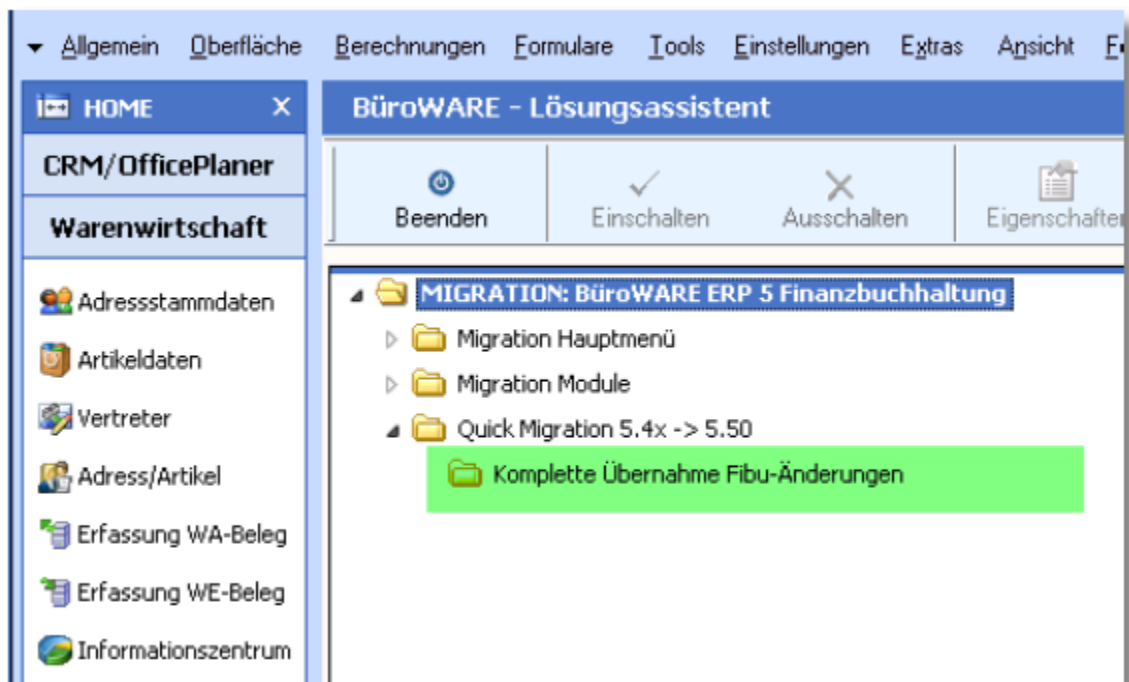 Allgemein Oberfläche Berechnungen Formulare Tools Einstellungen Extras Ansicht
HOME X
BüroWARE - Lösungsassistent
CRM/OfficePlaner
Warenwirtschaft
Beenden Einschalten Ausschalten Eigenschaften
Adressstammdaten
Artikeldaten
Vertreter
Adress/Artikel
Erfassung WA-Beleg
Erfassung WE-Beleg
Informationszentrum
MIGRATION: BüroWARE ERP 5 Finanzbuchhaltung
Migration Hauptmenü
Migration Module
Quick Migration 5.4x -> 5.50
Komplette Übernahme Fibu-Änderungen